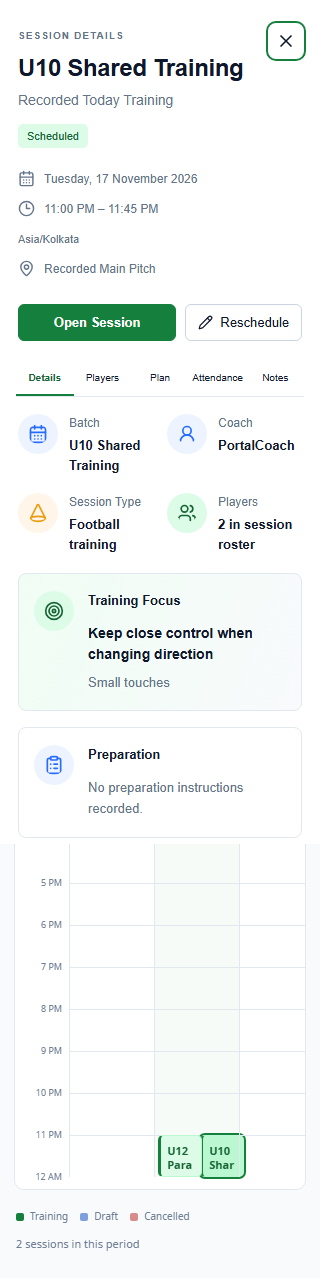 SESSION DETAILS
U10 Shared Training
Recorded Today Training
Scheduled
Tuesday, 17 November 2026
11:00 PM – 11:45 PM
Asia/Kolkata
Recorded Main Pitch
Open Session
Reschedule
Details Players Plan Attendance Notes
Batch
U10 Shared
Training
Coach
PortalCoach
Session Type
Football
training
Players
2 in session
roster
Training Focus
Keep close control when
changing direction
Small touches
Preparation
No preparation instructions
recorded.
5 PM
6 PM
7 PM
8 PM
9 PM
10 PM
11 PM
U12
Para
U10
Shar
12 AM
Training Draft Cancelled
2 sessions in this period